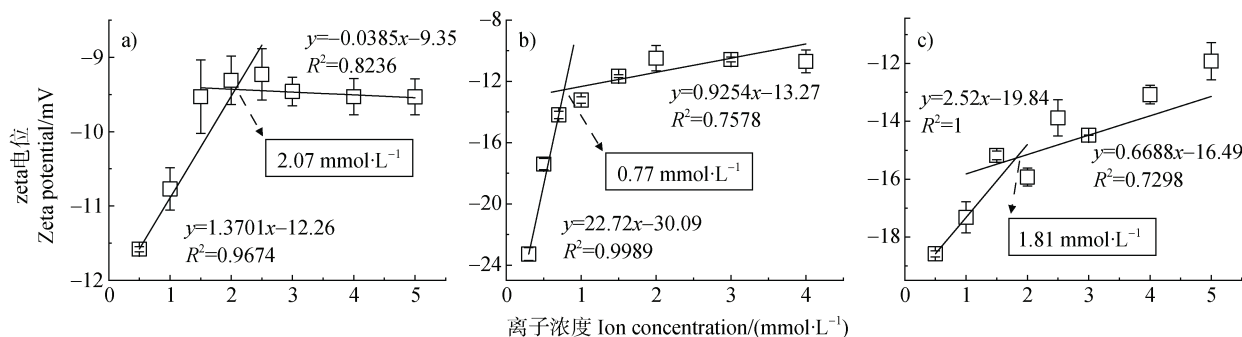 zeta电位
Zeta potential/mV
a)
y=−0.0385x−9.35
R²=0.8236
2.07 mmol·L⁻¹
y=1.3701x−12.26
R²=0.9674
−9
−10
−11
−12
0 1 2 3 4 5
b)
y=0.9254x−13.27
R²=0.7578
0.77 mmol·L⁻¹
y=22.72x−30.09
R²=0.9989
−8
−12
−16
−20
−24
0 1 2 3 4
c)
y=2.52x−19.84
R²=1
y=0.6688x−16.49
R²=0.7298
1.81 mmol·L⁻¹
−12
−14
−16
−18
0 1 2 3 4 5
离子浓度 Ion concentration/(mmol·L⁻¹)